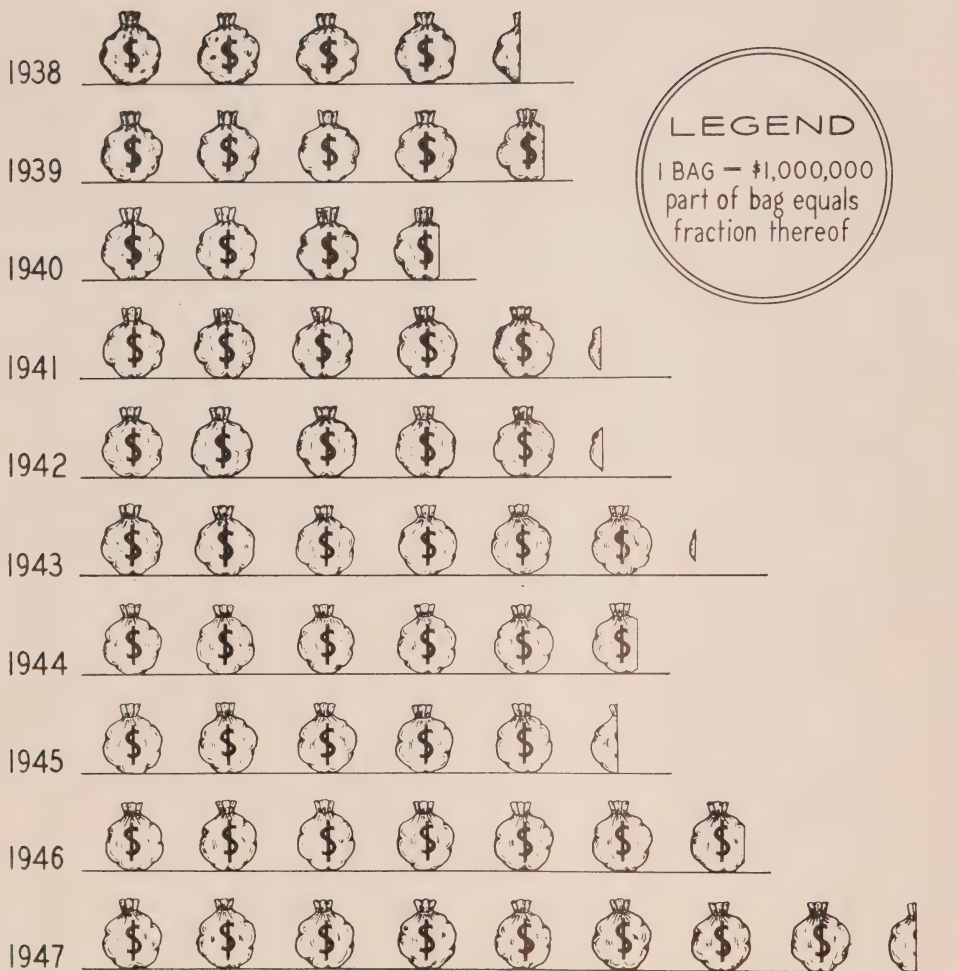 1938
1939
1940
1941
1942
1943
1944
1945
1946
1947
LEGEND
1 BAG — $1,000,000
part of bag equals
fraction thereof
$ $ $ $
$ $ $ $ $
$ $ $ $
$ $ $ $ $
$ $ $ $ $
$ $ $ $ $ $
$ $ $ $ $ $
$ $ $ $ $
$ $ $ $ $ $ $
$ $ $ $ $ $ $ $